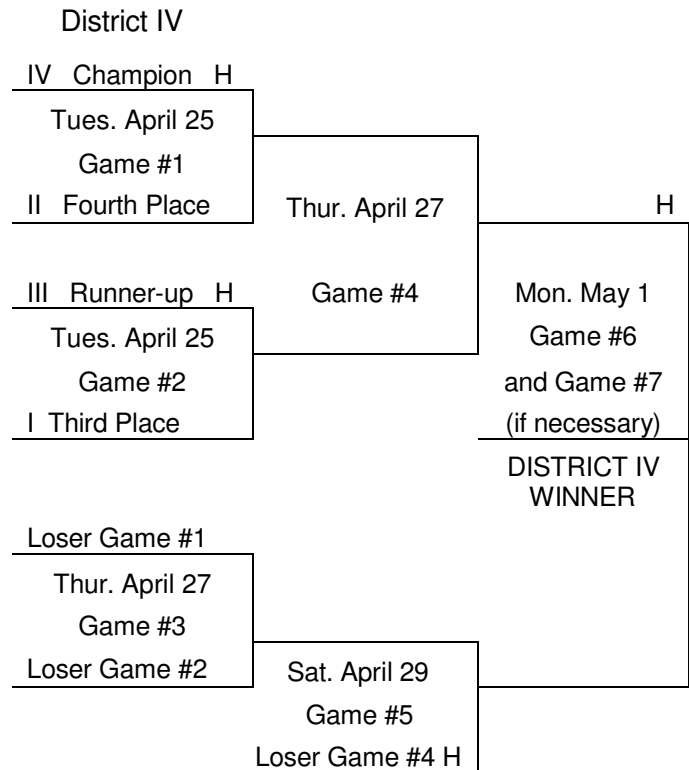 District IV
IV Champion H
Tues. April 25
Game #1
II Fourth Place
Thur. April 27
H
III Runner-up H
Game #4
Mon. May 1
Tues. April 25
Game #6
Game #2
and Game #7
I Third Place
(if necessary)
DISTRICT IV
WINNER
Loser Game #1
Thur. April 27
Game #3
Loser Game #2
Sat. April 29
Game #5
Loser Game #4 H